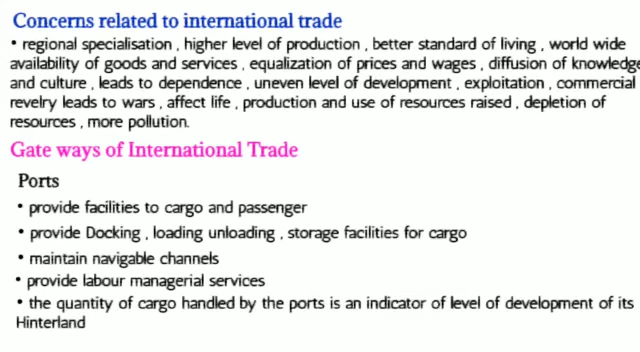 Concerns related to international trade
• regional specialisation , higher level of production , better standard of living , world wide
availability of goods and services , equalization of prices and wages , diffusion of knowledge
and culture , leads to dependence , uneven level of development , exploitation , commercial
revelry leads to wars , affect life , production and use of resources raised , depletion of
resources , more pollution.
Gate ways of International Trade
Ports
• provide facilities to cargo and passenger
• provide Docking , loading unloading , storage facilities for cargo
• maintain navigable channels
• provide labour managerial services
• the quantity of cargo handled by the ports is an indicator of level of development of its
Hinterland